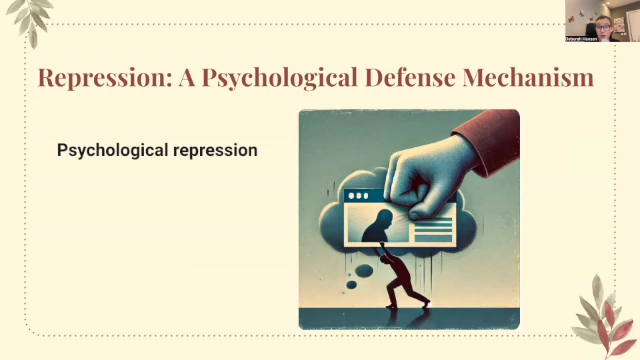 Repression: A Psychological Defense Mechanism
Psychological repression